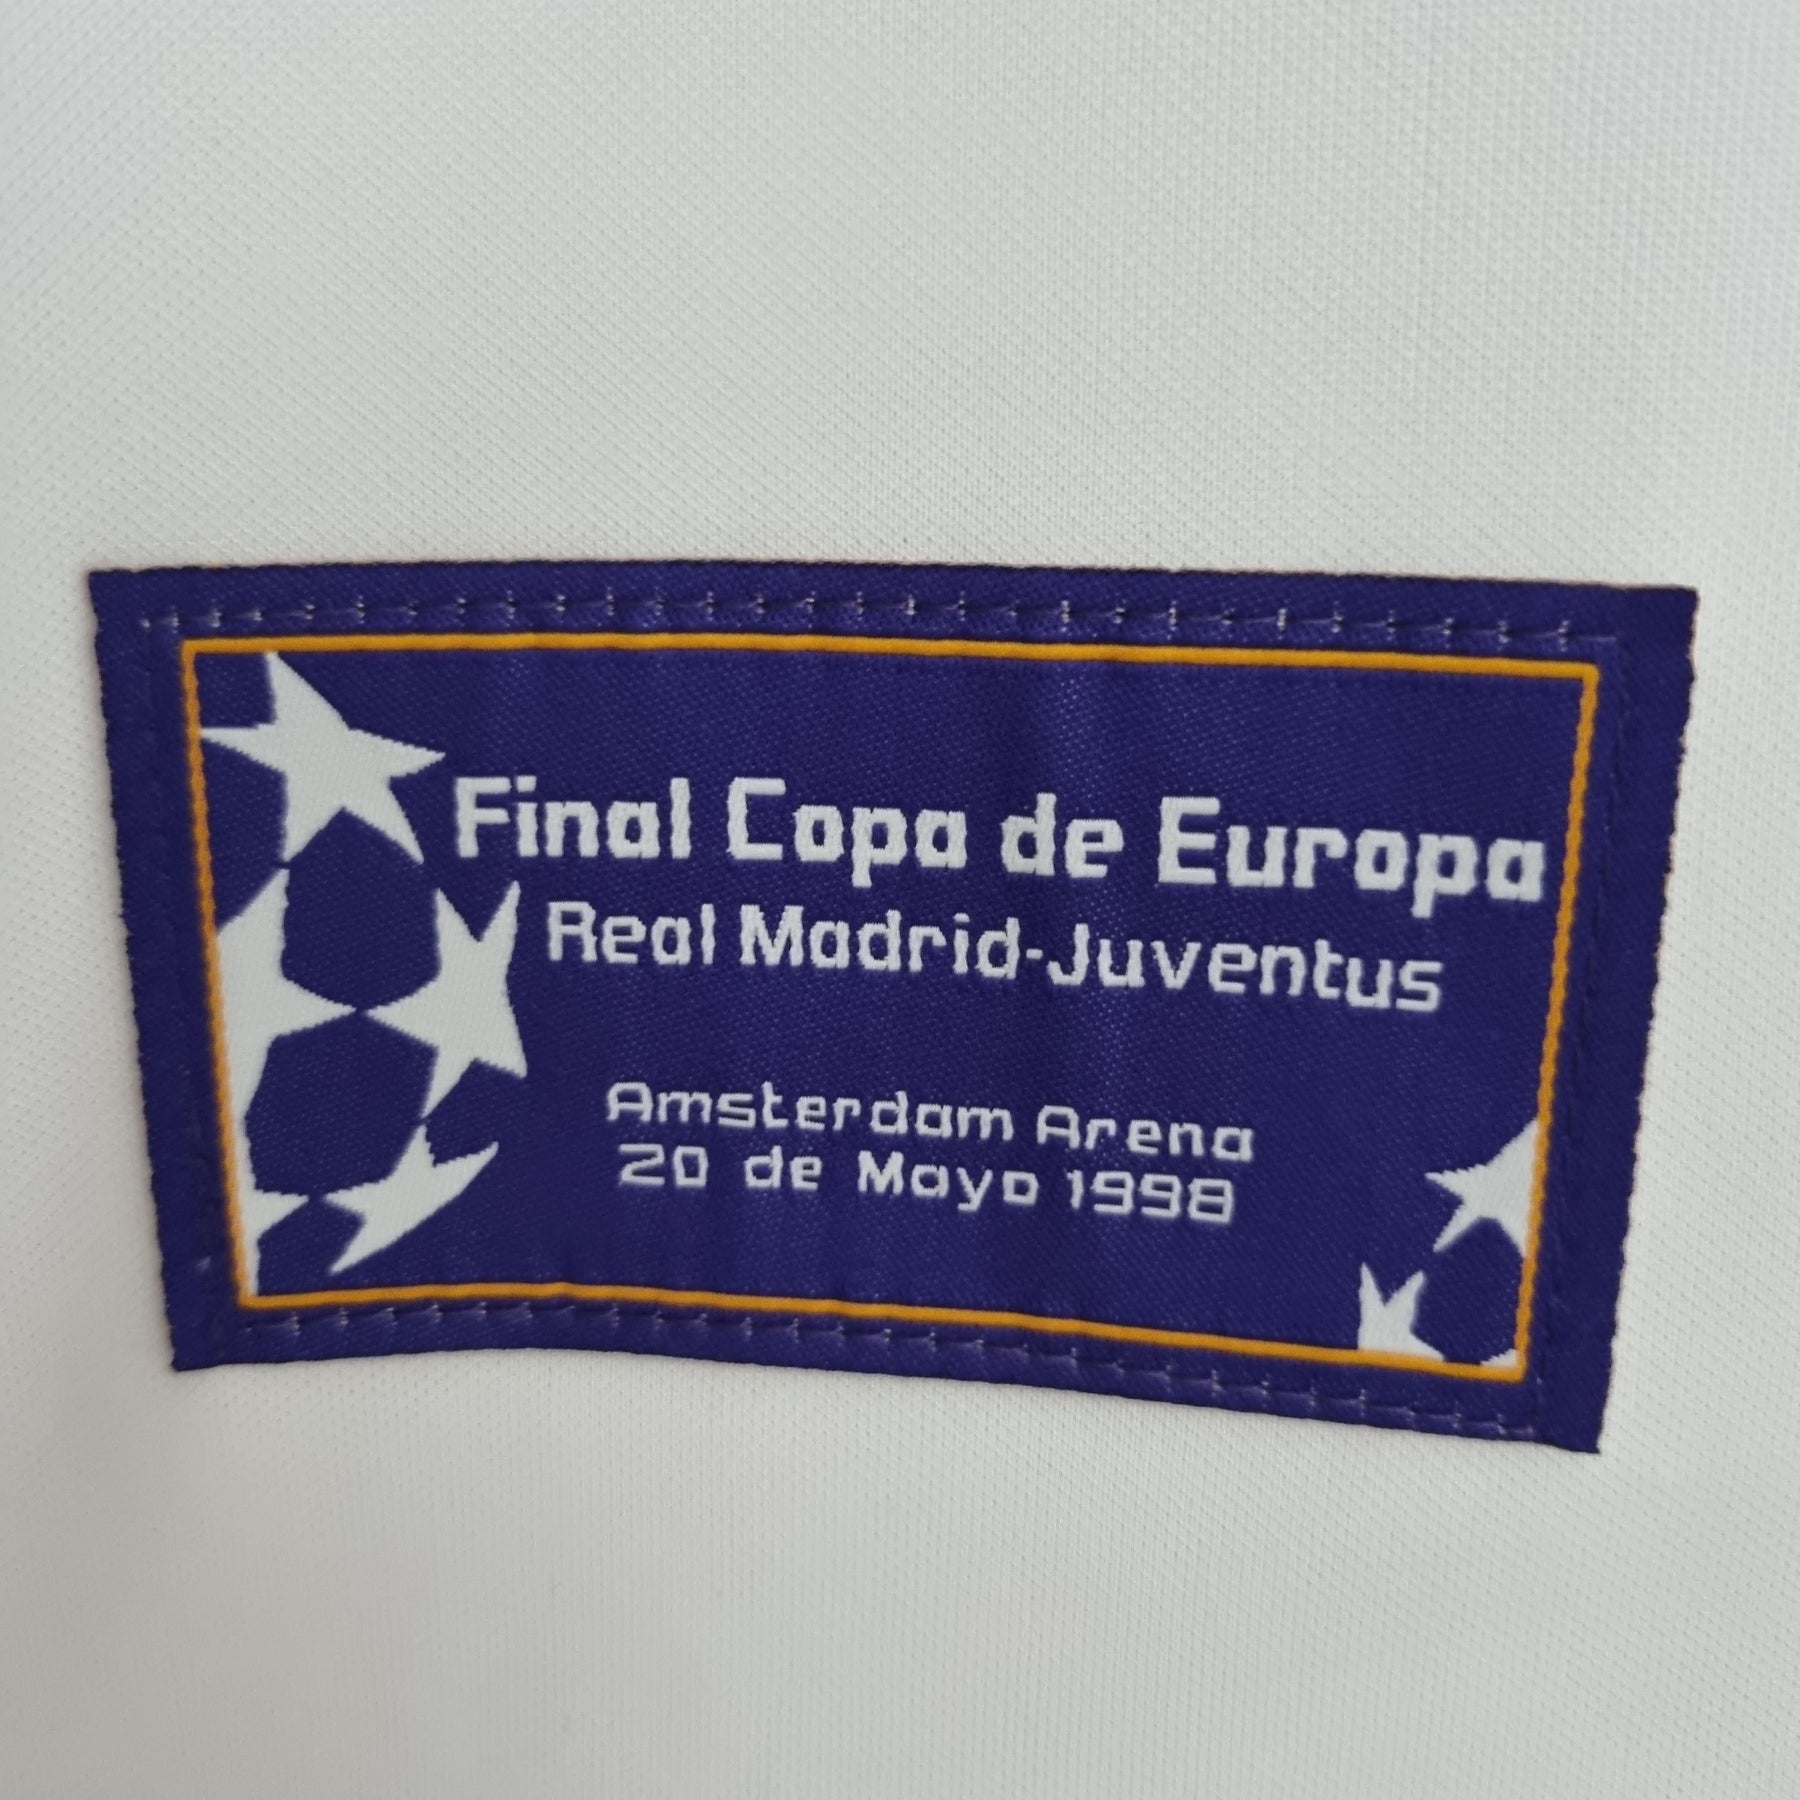 Final Copa de Europa
Real Madrid-Juventus
Amsterdam Arena
20 de Mayo 1998